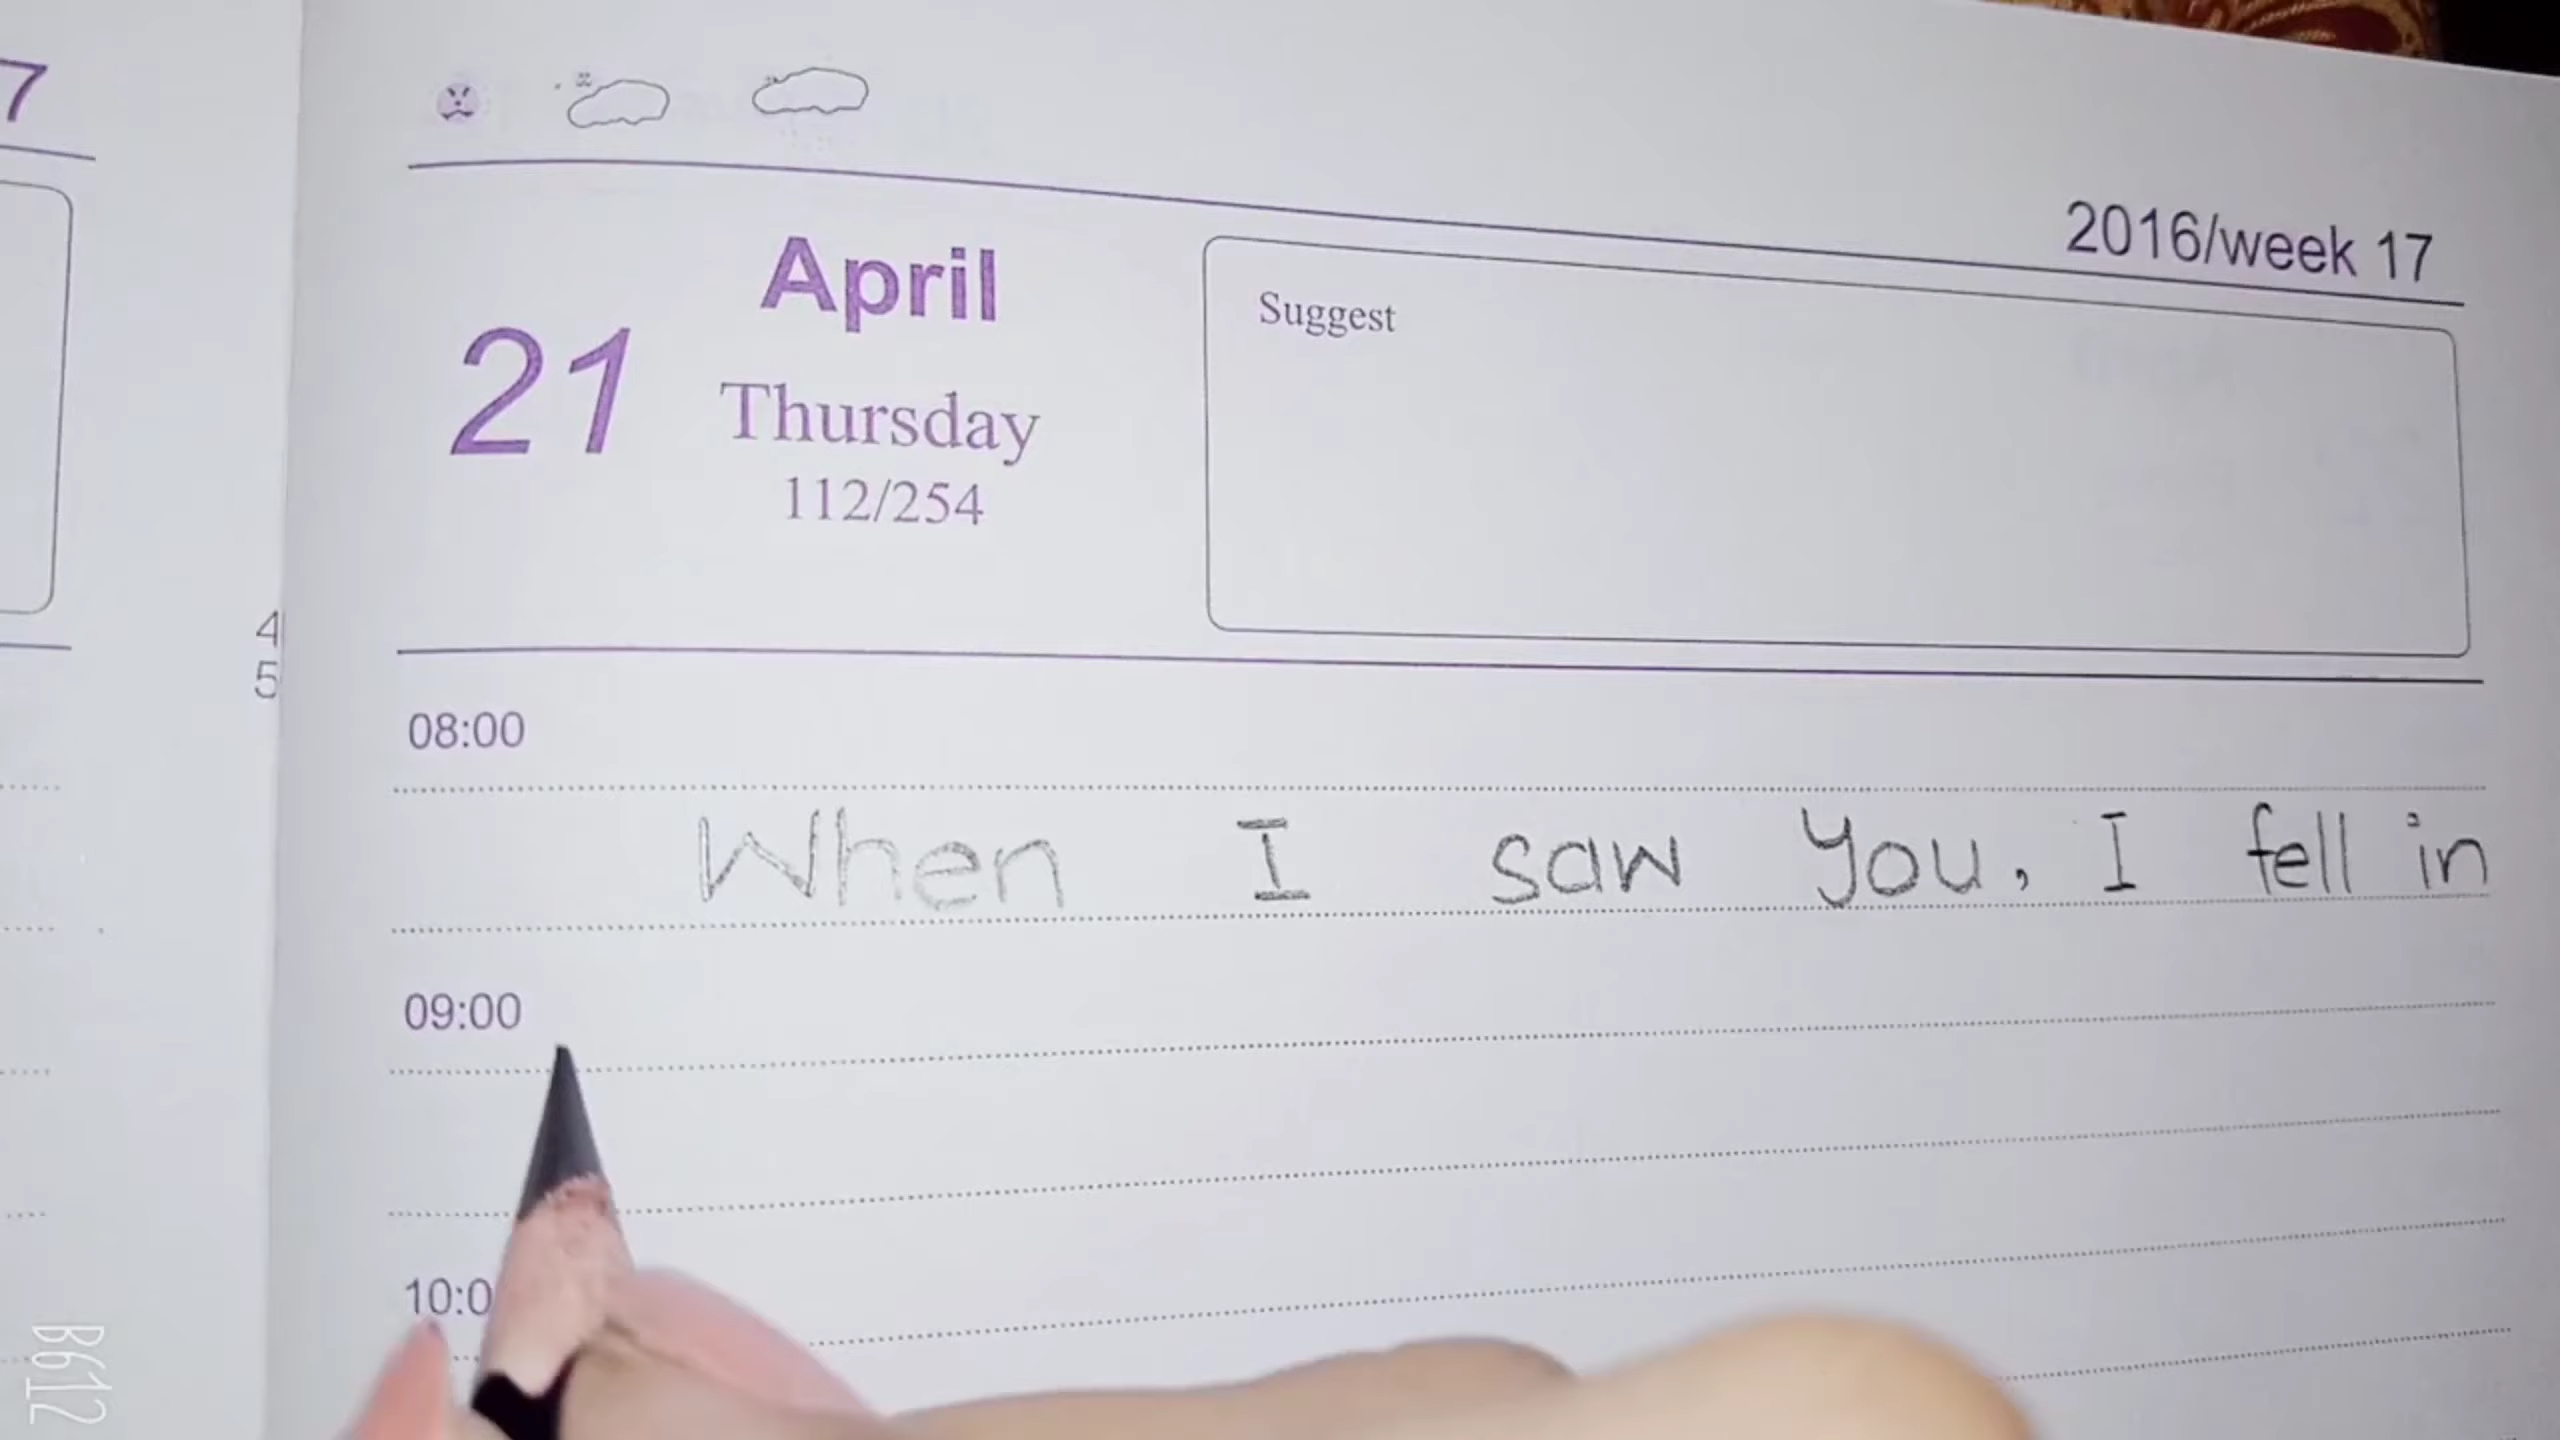 7
2016/week 17
April
21
Thursday
112/254
Suggest
4
5
08:00
When I saw you, I fell in
09:00
10:0
B612